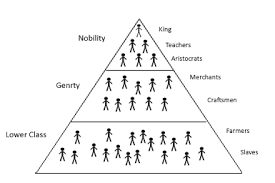 King
Nobility
Teachers
Aristocrats
Merchants
Genrty
Craftsmen
Farmers
Lower Class
Slaves